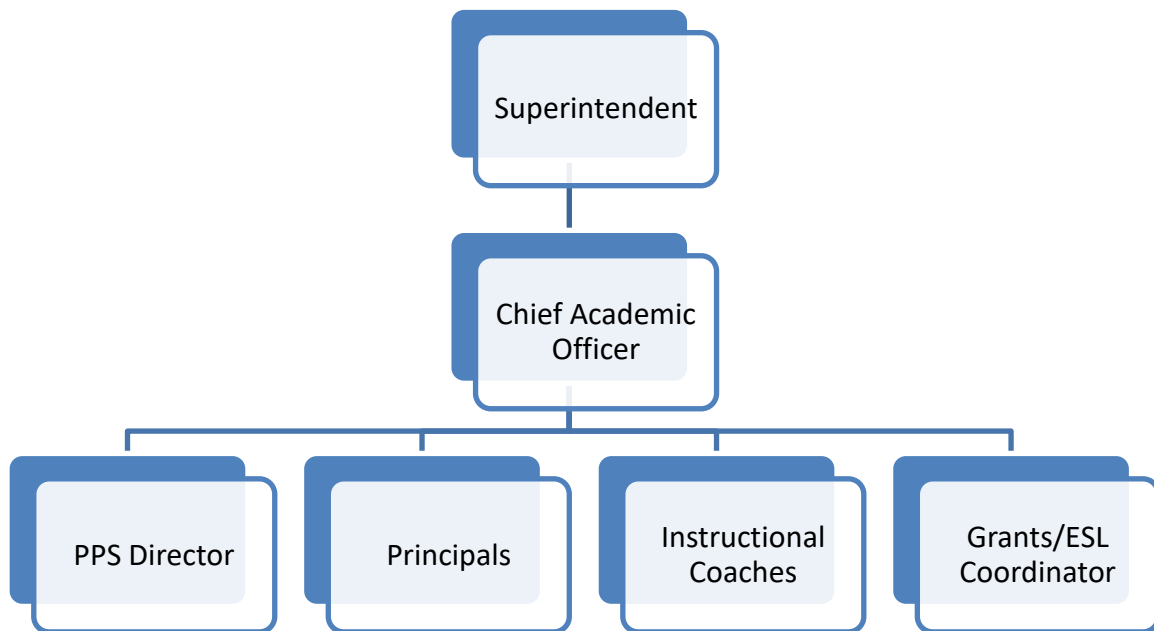 Superintendent
Chief Academic
Officer
PPS Director
Principals
Instructional
Coaches
Grants/ESL
Coordinator